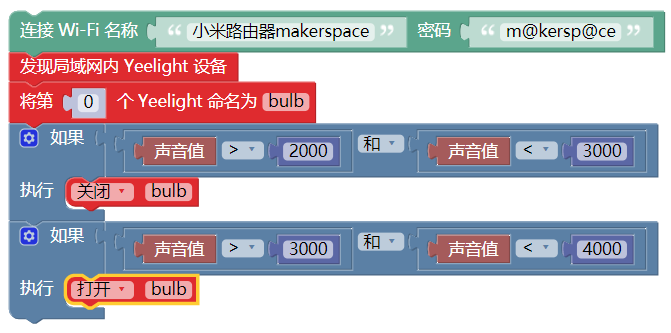 连接 Wi-Fi 名称 “ 小米路由器makerspace ” 密码 “ m@kersp@ce
发现局域网内 Yeelight 设备
将第 0 个 Yeelight 命名为 bulb
如果 声音值 > 2000 和 声音值 < 3000
执行 关闭 bulb
如果 声音值 > 3000 和 声音值 < 4000
执行 打开 bulb